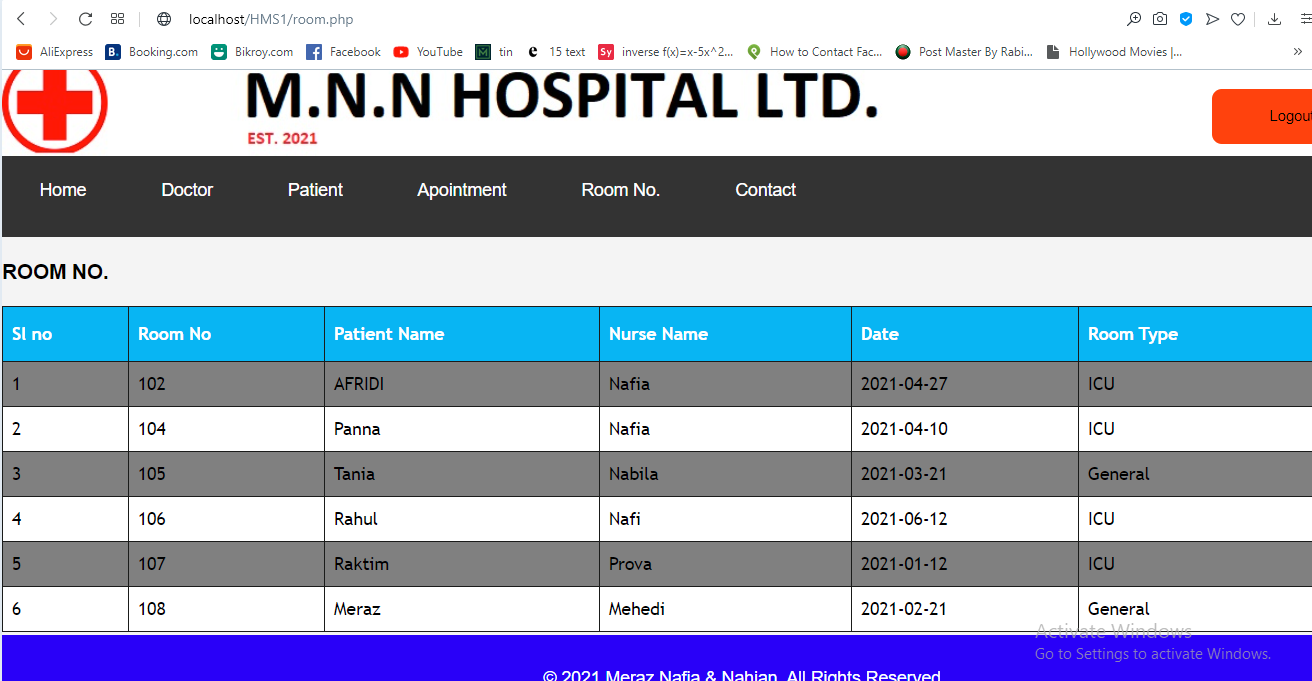 localhost/HMS1/room.php
AliExpress B. Booking.com Bikroy.com Facebook YouTube M tin e 15 text Sy inverse f(x)=x-5x^2... How to Contact Fac... Post Master By Rabi... Hollywood Movies |... »
M.N.N HOSPITAL LTD.
EST. 2021
Logout
Home Doctor Patient Apointment Room No. Contact
ROOM NO.
Sl no Room No Patient Name Nurse Name Date Room Type
1 102 AFRIDI Nafia 2021-04-27 ICU
2 104 Panna Nafia 2021-04-10 ICU
3 105 Tania Nabila 2021-03-21 General
4 106 Rahul Nafi 2021-06-12 ICU
5 107 Raktim Prova 2021-01-12 ICU
6 108 Meraz Mehedi 2021-02-21 General
Activate Windows
Go to Settings to activate Windows.
© 2021 Meraz Nafia & Nahian. All Rights Reserved